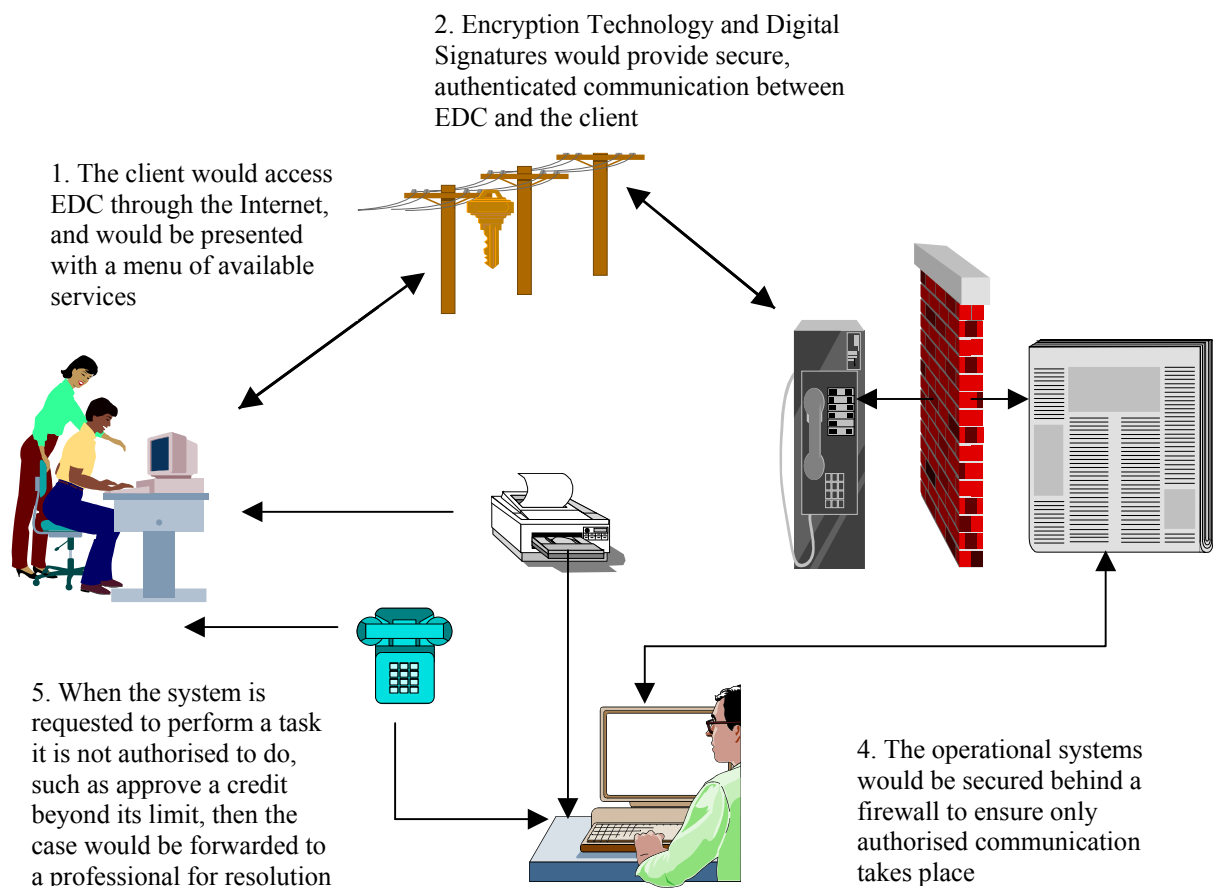 2. Encryption Technology and Digital
Signatures would provide secure,
authenticated communication between
EDC and the client
1. The client would access
EDC through the Internet,
and would be presented
with a menu of available
services
5. When the system is
requested to perform a task
it is not authorised to do,
such as approve a credit
beyond its limit, then the
case would be forwarded to
a professional for resolution
4. The operational systems
would be secured behind a
firewall to ensure only
authorised communication
takes place